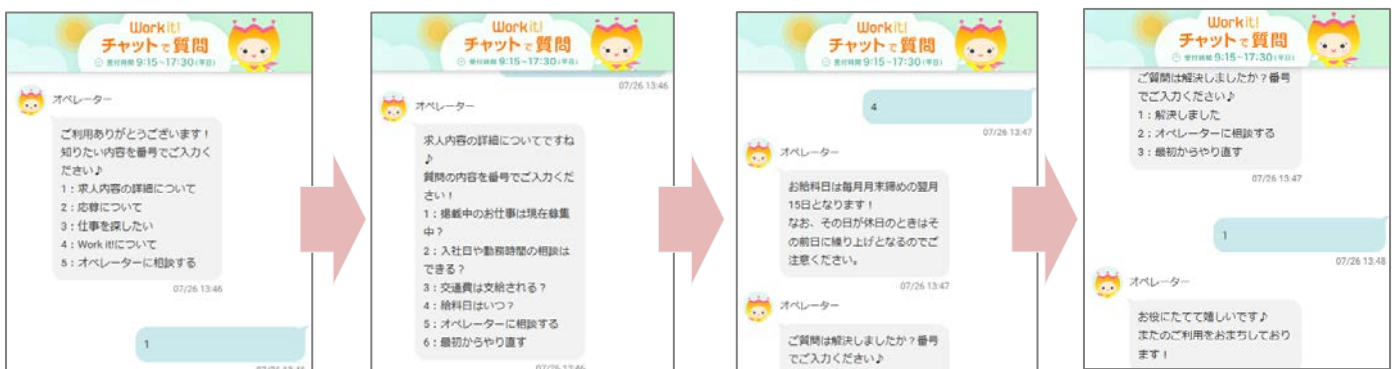 Work it!
チャットで質問
受付時間 9:15~17:30(平日)
オペレーター
ご利用ありがとうございます!
知りたい内容を番号でご入力く
ださい♪
1:求人内容の詳細について
2:応募について
3:仕事を探したい
4:Work it!について
5:オペレーターに相談する
07/26 13:46
1
Work it!
チャットで質問
受付時間 9:15~17:30(平日)
07/26 13:46
オペレーター
求人内容の詳細についてですね
♪
質問の内容を番号でご入力くだ
さい!
1:掲載中のお仕事は現在募集
中?
2:入社日や勤務時間の相談は
できる?
3:交通費は支給される?
4:給料日はいつ?
5:オペレーターに相談する
6:最初からやり直す
07/26 13:46
Work it!
チャットで質問
受付時間 9:15~17:30(平日)
4
07/26 13:47
オペレーター
お給料日は毎月月末締めの翌月
15日となります!
なお、その日が休日のときはそ
の前日に繰り上げとなるのでご
注意ください。
07/26 13:47
オペレーター
ご質問は解決しましたか?番号
でご入力ください♪
Work it!
チャットで質問
受付時間 9:15~17:30(平日)
ご質問は解決しましたか?番号
でご入力ください♪
1:解決しました
2:オペレーターに相談する
3:最初からやり直す
07/26 13:47
1
07/26 13:48
オペレーター
お役にたてて嬉しいです♪
またのご利用をおまちしており
ます!